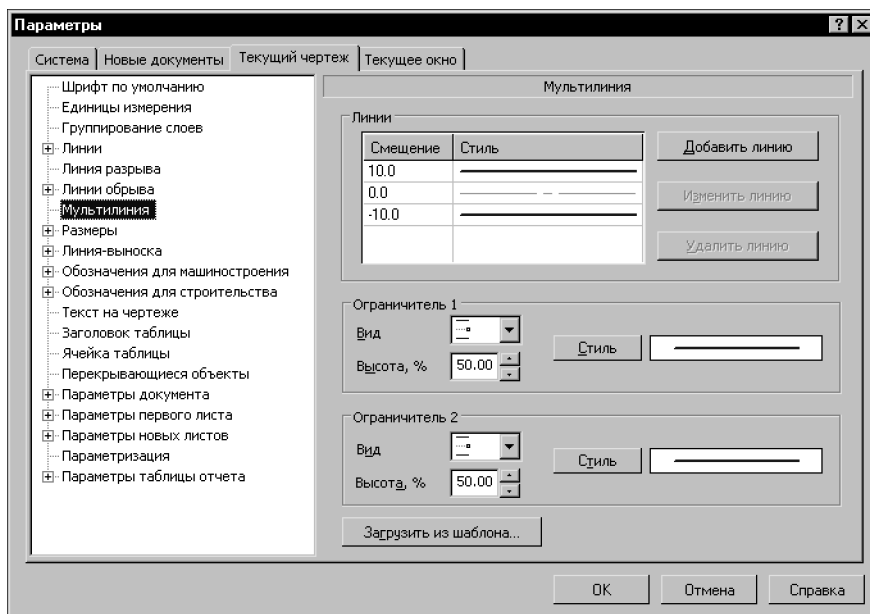 Параметры
Система Новые документы Текущий чертеж Текущее окно
Шрифт по умолчанию
Единицы измерения
Группирование слоев
Линии
Линия разрыва
Линии обрыва
Мультилиния
Размеры
Линия-выноска
Обозначения для машиностроения
Обозначения для строительства
Текст на чертеже
Заголовок таблицы
Ячейка таблицы
Перекрывающиеся объекты
Параметры документа
Параметры первого листа
Параметры новых листов
Параметризация
Параметры таблицы отчета
Мультилиния
Линии
Смещение Стиль
10.0
0.0
-10.0
Добавить линию
Изменить линию
Удалить линию
Ограничитель 1
Вид
Высота, % 50.00
Стиль
Ограничитель 2
Вид
Высота, % 50.00
Стиль
Загрузить из шаблона...
OK Отмена Справка